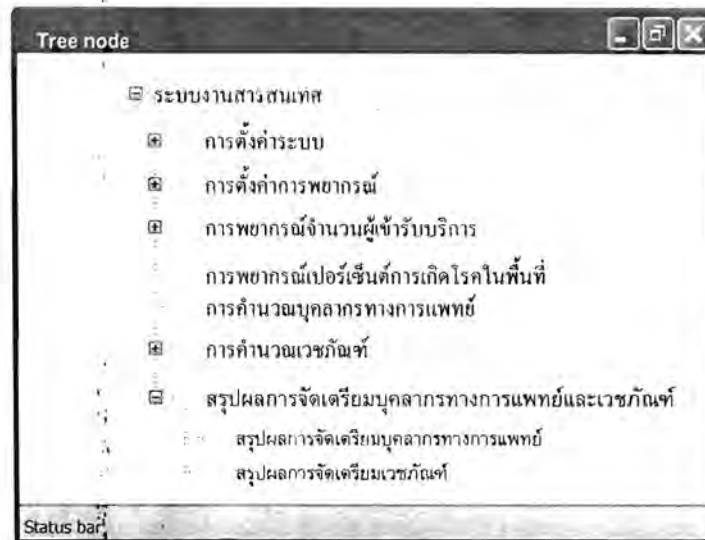 Tree node
ระบบงานสารสนเทศ
การตั้งค่าระบบ
การตั้งค่าการพยากรณ์
การพยากรณ์จำนวนผู้เข้ารับบริการ
การพยากรณ์เปอร์เซ็นต์การเกิดโรคในพื้นที่
การคำนวณบุคลากรทางการแพทย์
การคำนวณเวชภัณฑ์
สรุปผลการจัดเตรียมบุคลากรทางการแพทย์และเวชภัณฑ์
สรุปผลการจัดเตรียมบุคลากรทางการแพทย์
สรุปผลการจัดเตรียมเวชภัณฑ์
Status bar